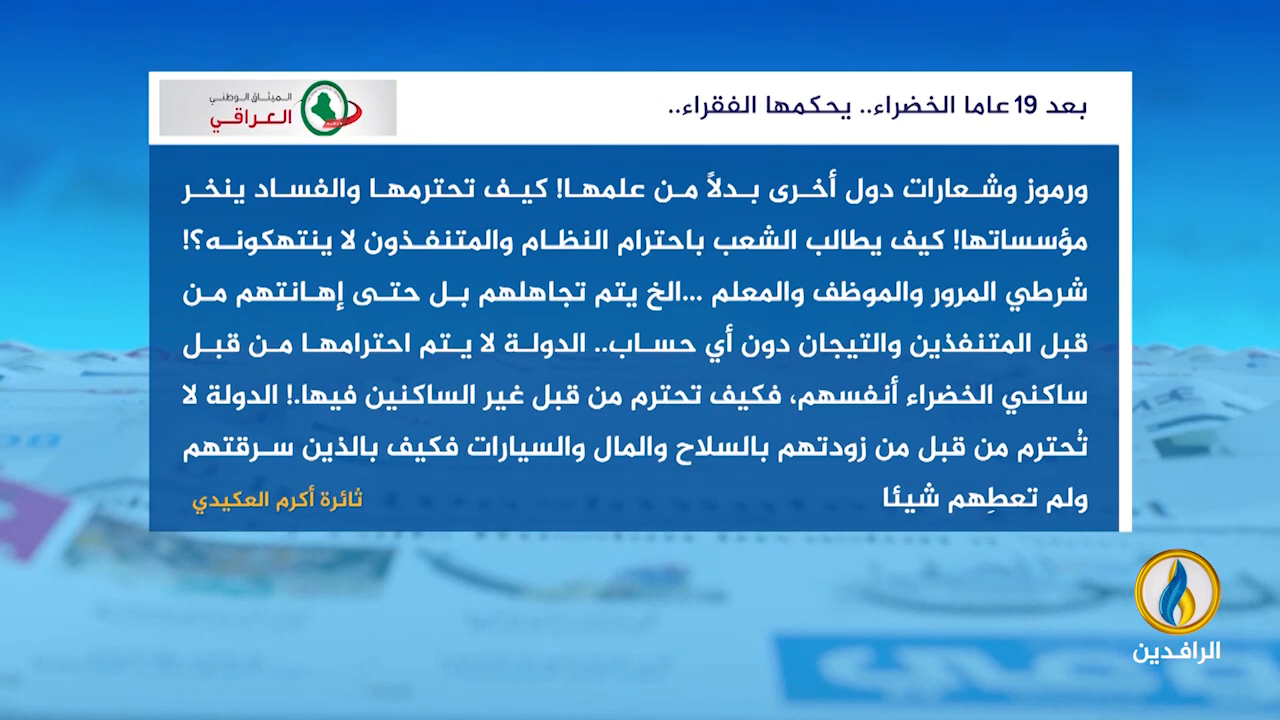 الميثاق الوطني
العراقي
بعد 19 عاما الخضراء.. يحكمها الفقراء..
ورموز وشعارات دول أخرى بدلاً من علمها! كيف تحترمها والفساد ينخر
مؤسساتها! كيف يطالب الشعب باحترام النظام والمتنفذون لا ينتهكونه؟!
شرطي المرور والموظف والمعلم ...الخ يتم تجاهلهم بل حتى إهانتهم من
قبل المتنفذين والتيجان دون أي حساب.. الدولة لا يتم احترامها من قبل
ساكني الخضراء أنفسهم، فكيف تحترم من قبل غير الساكنين فيها.! الدولة لا
تُحترم من قبل من زودتهم بالسلاح والمال والسيارات فكيف بالذين سرقتهم
ولم تعطِهم شيئا
ثائرة أكرم العكيدي
الرافدين